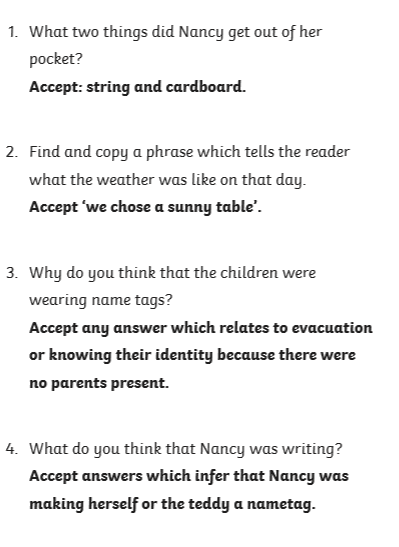 1. What two things did Nancy get out of her
pocket?
Accept: string and cardboard.
2. Find and copy a phrase which tells the reader
what the weather was like on that day.
Accept ‘we chose a sunny table’.
3. Why do you think that the children were
wearing name tags?
Accept any answer which relates to evacuation
or knowing their identity because there were
no parents present.
4. What do you think that Nancy was writing?
Accept answers which infer that Nancy was
making herself or the teddy a nametag.